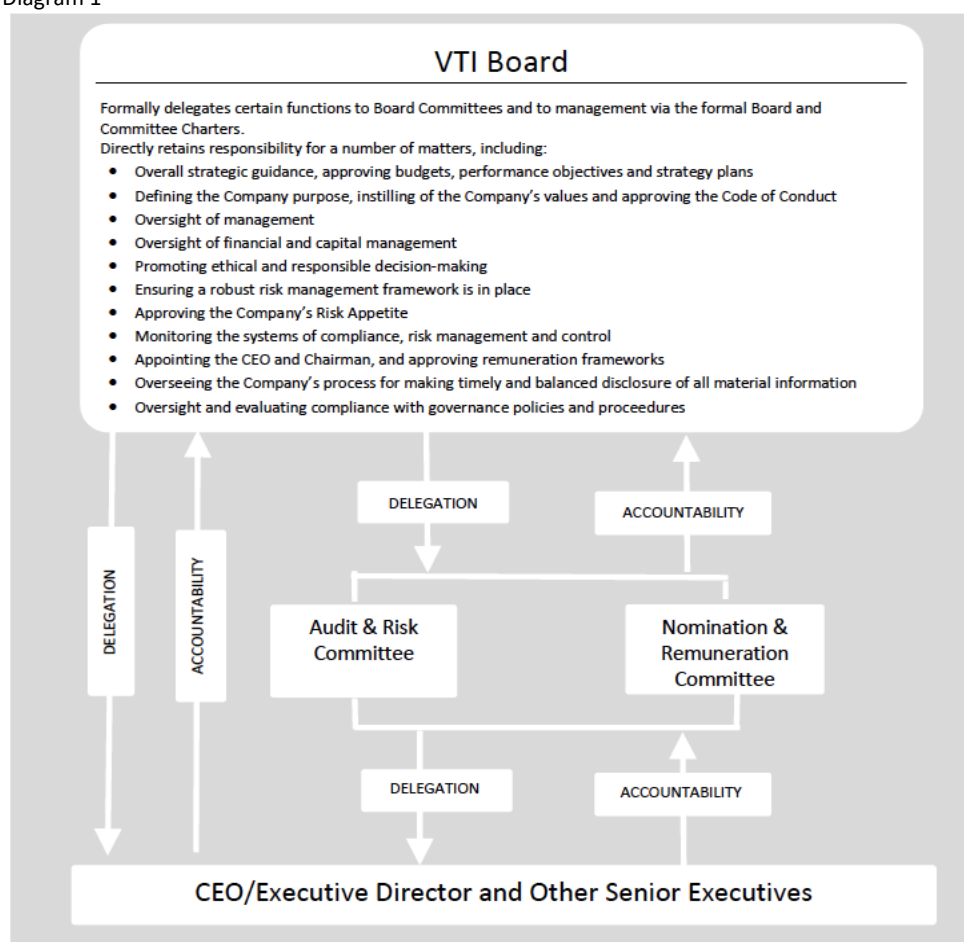 Diagram 1
VTI Board
Formally delegates certain functions to Board Committees and to management via the formal Board and
Committee Charters.
Directly retains responsibility for a number of matters, including:
• Overall strategic guidance, approving budgets, performance objectives and strategy plans
• Defining the Company purpose, instilling of the Company's values and approving the Code of Conduct
• Oversight of management
• Oversight of financial and capital management
• Promoting ethical and responsible decision-making
• Ensuring a robust risk management framework is in place
• Approving the Company's Risk Appetite
• Monitoring the systems of compliance, risk management and control
• Appointing the CEO and Chairman, and approving remuneration frameworks
• Overseeing the Company's process for making timely and balanced disclosure of all material information
• Oversight and evaluating compliance with governance policies and proceedures
DELEGATION
ACCOUNTABILITY
DELEGATION
ACCOUNTABILITY
Audit & Risk
Committee
Nomination &
Remuneration
Committee
DELEGATION
ACCOUNTABILITY
CEO/Executive Director and Other Senior Executives